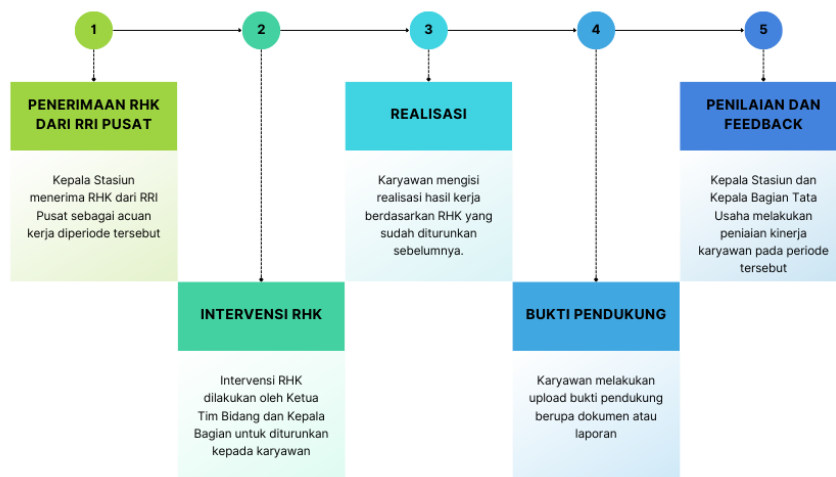 1
2
3
4
5
PENERIMAAN RHK
DARI RRI PUSAT
Kepala Stasiun
menerima RHK dari RRI
Pusat sebagai acuan
kerja diperiode tersebut
INTERVENSI RHK
Intervensi RHK
dilakukan oleh Ketua
Tim Bidang dan Kepala
Bagian untuk diturunkan
kepada karyawan
REALISASI
Karyawan mengisi
realisasi hasil kerja
berdasarkan RHK yang
sudah diturunkan
sebelumnya.
BUKTI PENDUKUNG
Karyawan melakukan
upload bukti pendukung
berupa dokumen atau
laporan
PENILAIAN DAN
FEEDBACK
Kepala Stasiun dan
Kepala Bagian Tata
Usaha melakukan
peniaian kinerja
karyawan pada periode
tersebut